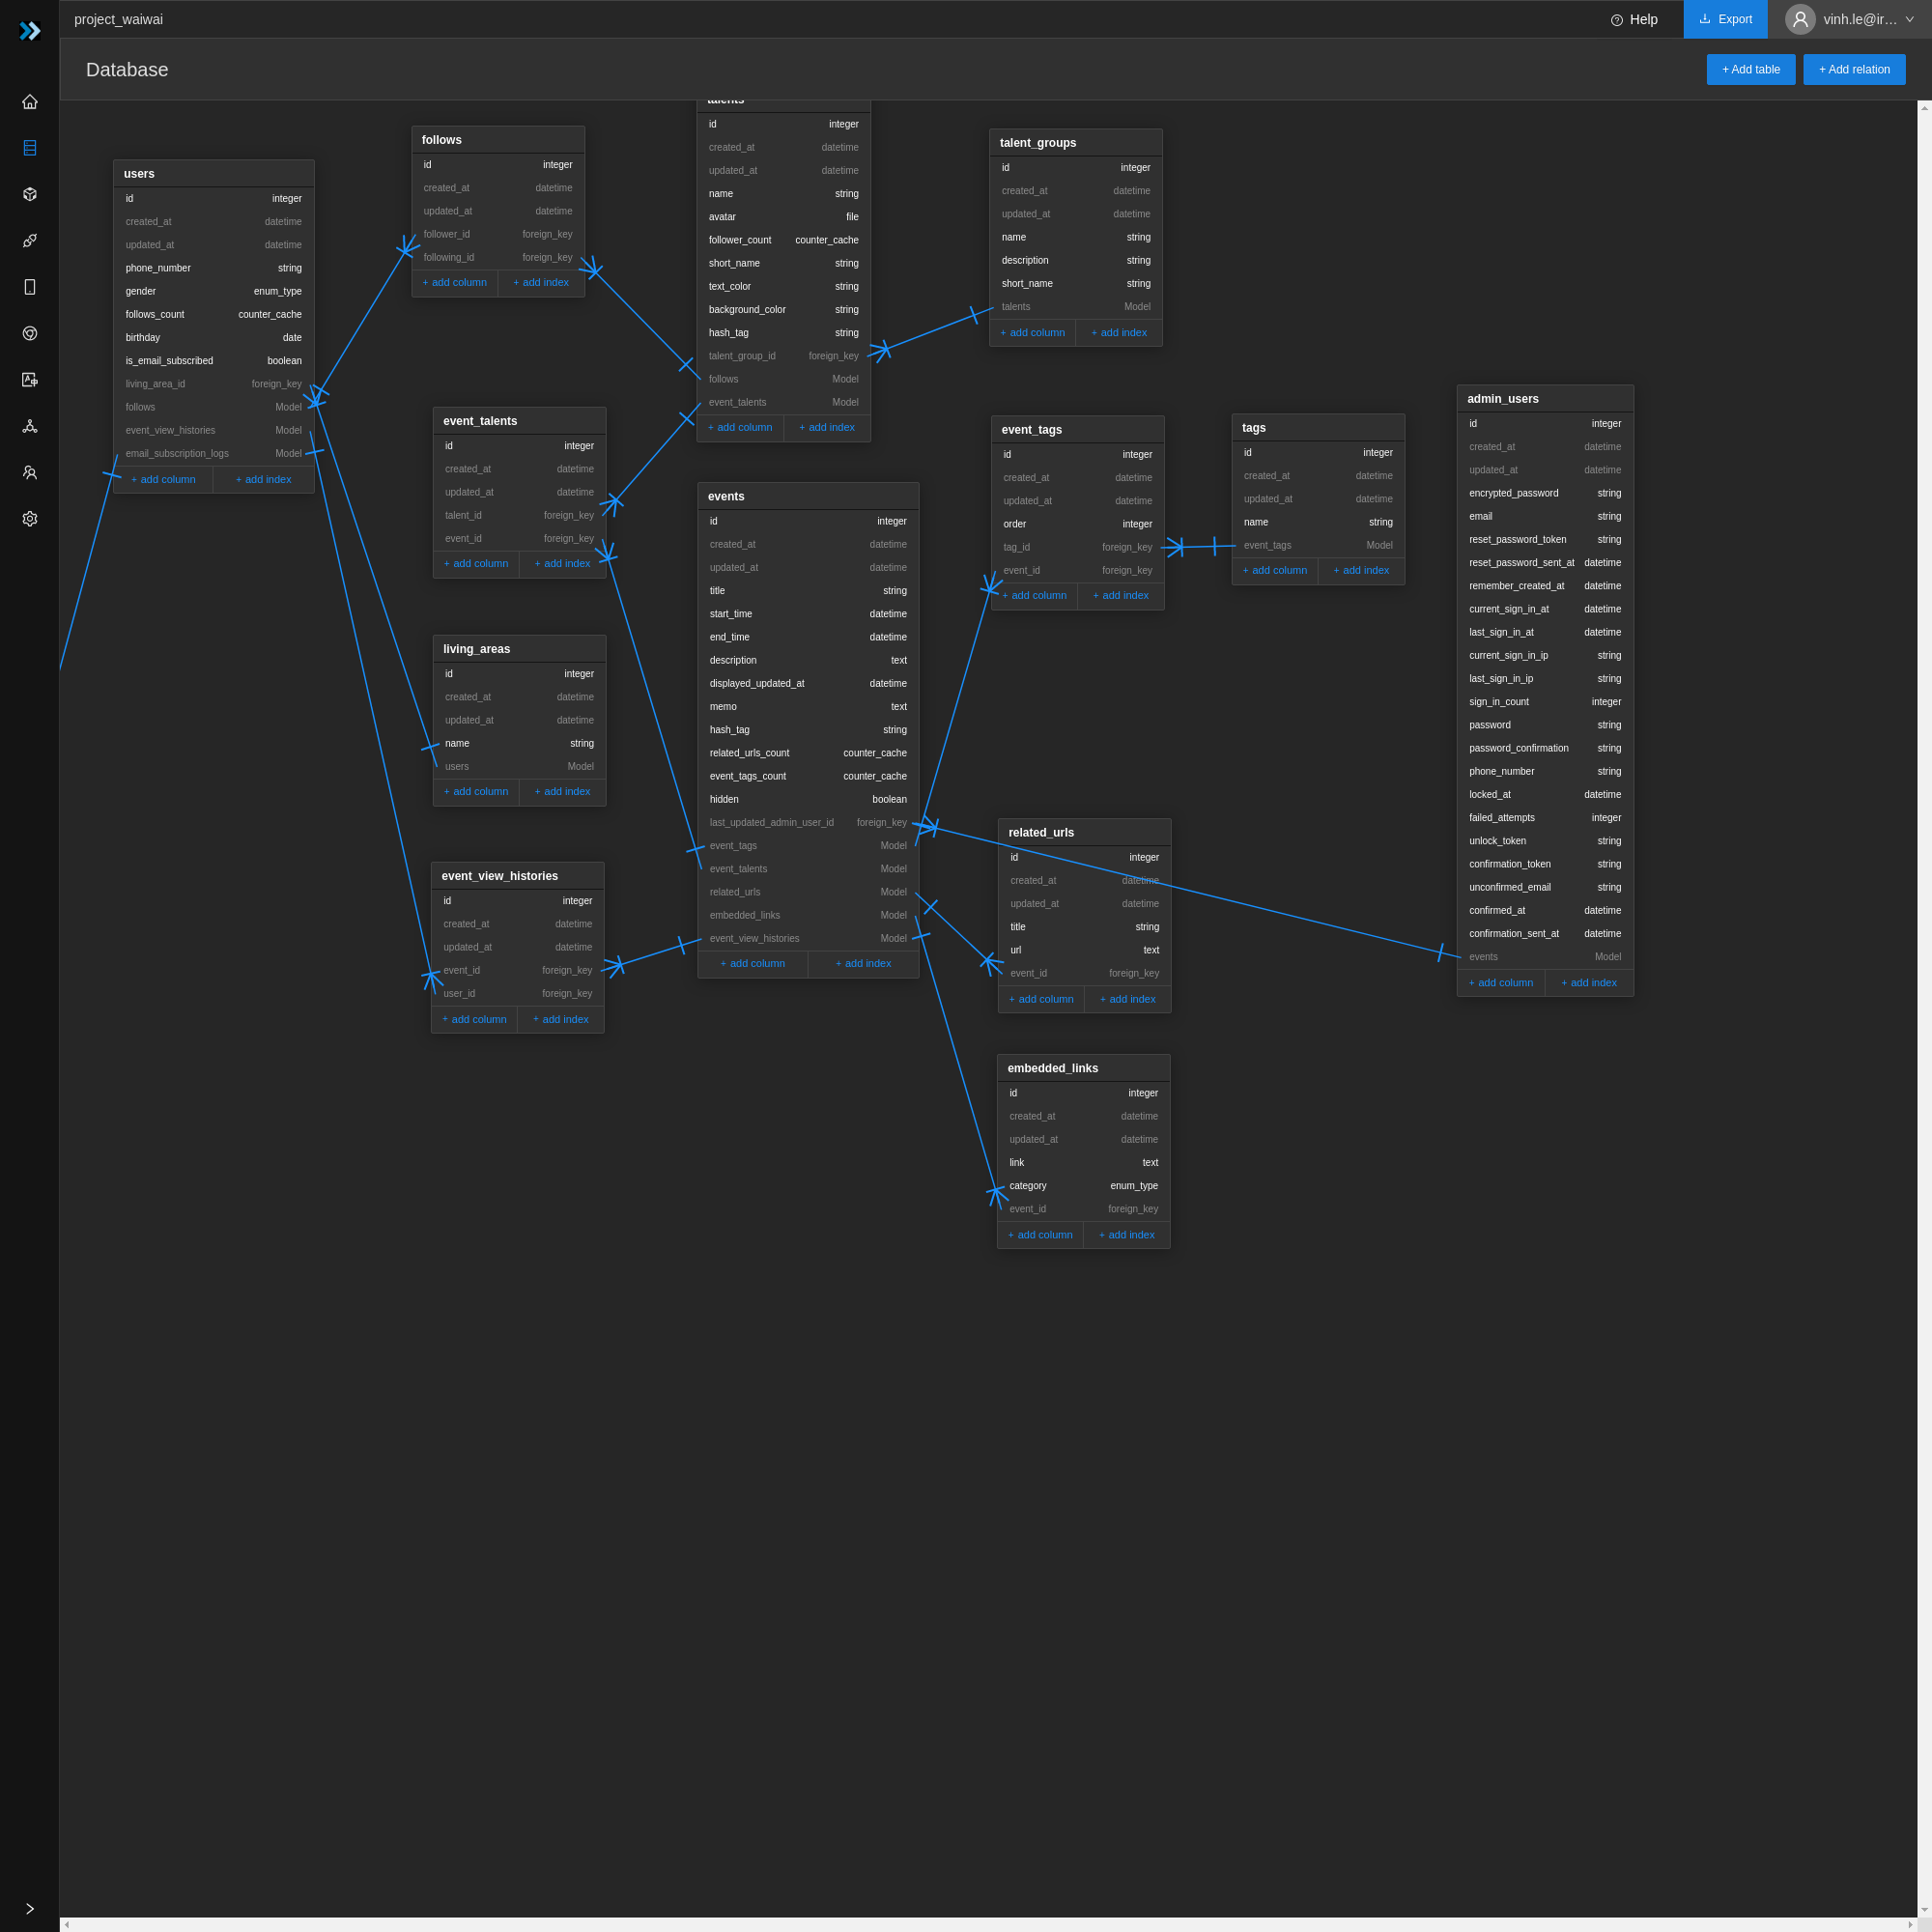 project_waiwai
Help
Export
vinh.le@ir...
Database
+ Add table
+ Add relation
users
id integer
created_at datetime
updated_at datetime
phone_number string
gender enum_type
follows_count counter_cache
birthday date
is_email_subscribed boolean
living_area_id foreign_key
follows Model
event_view_histories Model
email_subscription_logs Model
+ add column + add index
follows
id integer
created_at datetime
updated_at datetime
follower_id foreign_key
following_id foreign_key
+ add column + add index
talents
id integer
created_at datetime
updated_at datetime
name string
avatar file
follower_count counter_cache
short_name string
text_color string
background_color string
hash_tag string
talent_group_id foreign_key
follows Model
event_talents Model
+ add column + add index
talent_groups
id integer
created_at datetime
updated_at datetime
name string
description string
short_name string
talents Model
+ add column + add index
event_talents
id integer
created_at datetime
updated_at datetime
talent_id foreign_key
event_id foreign_key
+ add column + add index
living_areas
id integer
created_at datetime
updated_at datetime
name string
users Model
+ add column + add index
event_view_histories
id integer
created_at datetime
updated_at datetime
event_id foreign_key
user_id foreign_key
+ add column + add index
events
id integer
created_at datetime
updated_at datetime
title string
start_time datetime
end_time datetime
description text
displayed_updated_at datetime
memo text
hash_tag string
related_urls_count counter_cache
event_tags_count counter_cache
hidden boolean
last_updated_admin_user_id foreign_key
event_tags Model
event_talents Model
related_urls Model
embedded_links Model
event_view_histories Model
+ add column + add index
event_tags
id integer
created_at datetime
updated_at datetime
order integer
tag_id foreign_key
event_id foreign_key
+ add column + add index
tags
id integer
created_at datetime
updated_at datetime
name string
event_tags Model
+ add column + add index
related_urls
id integer
created_at datetime
updated_at datetime
title string
url text
event_id foreign_key
+ add column + add index
embedded_links
id integer
created_at datetime
updated_at datetime
link text
category enum_type
event_id foreign_key
+ add column + add index
admin_users
id integer
created_at datetime
updated_at datetime
encrypted_password string
email string
reset_password_token string
reset_password_sent_at datetime
remember_created_at datetime
current_sign_in_at datetime
last_sign_in_at datetime
current_sign_in_ip string
last_sign_in_ip string
sign_in_count integer
password string
password_confirmation string
phone_number string
locked_at datetime
failed_attempts integer
unlock_token string
confirmation_token string
unconfirmed_email string
confirmed_at datetime
confirmation_sent_at datetime
events Model
+ add column + add index